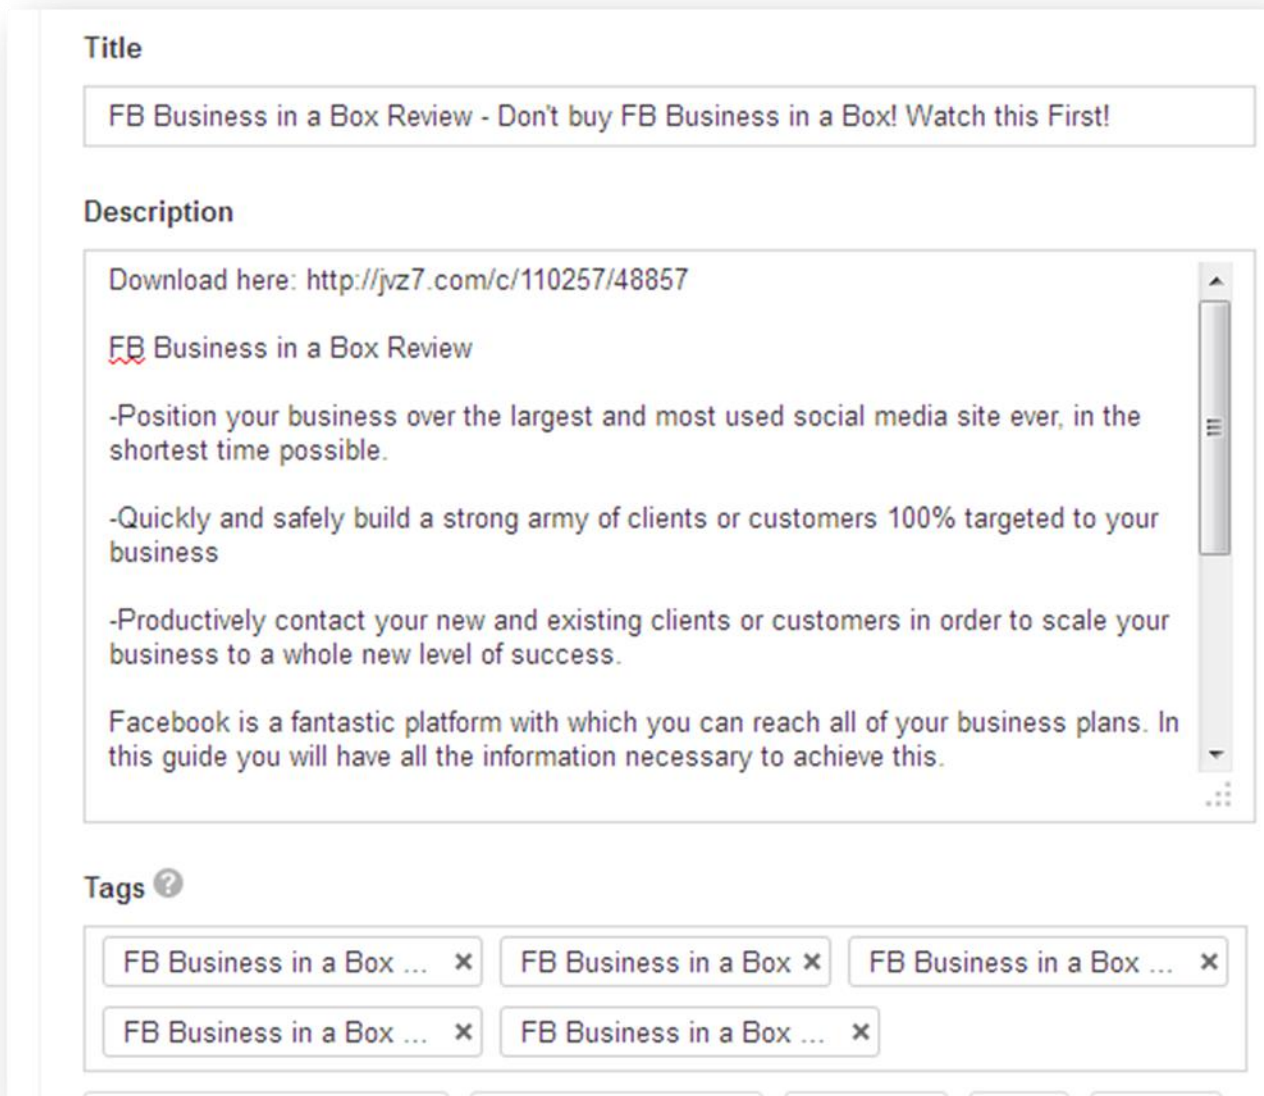 Title
FB Business in a Box Review - Don't buy FB Business in a Box! Watch this First!
Description
Download here: http://jvz7.com/c/110257/48857
FB Business in a Box Review
-Position your business over the largest and most used social media site ever, in the
shortest time possible.
-Quickly and safely build a strong army of clients or customers 100% targeted to your
business
-Productively contact your new and existing clients or customers in order to scale your
business to a whole new level of success.
Facebook is a fantastic platform with which you can reach all of your business plans. In
this guide you will have all the information necessary to achieve this.
Tags ?
FB Business in a Box ... × FB Business in a Box × FB Business in a Box ... ×
FB Business in a Box ... × FB Business in a Box ... ×